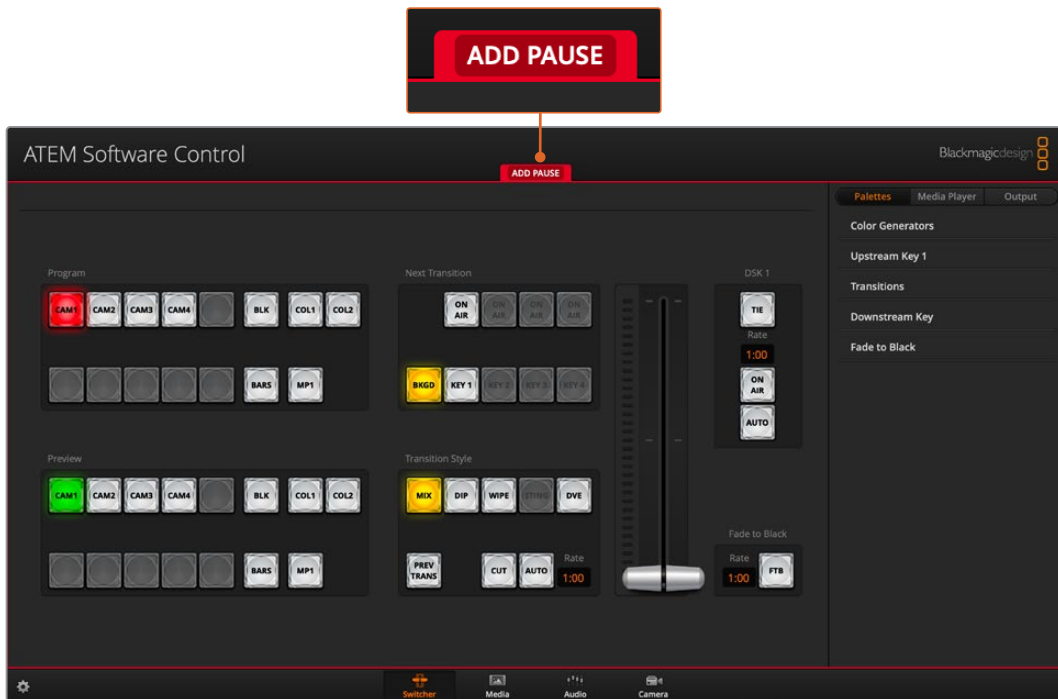 ADD PAUSE
ATEM Software Control
Blackmagicdesign
ADD PAUSE
Palettes Media Player Output
Color Generators
Upstream Key 1
Transitions
Downstream Key
Fade to Black
Program
CAM1 CAM2 CAM3 CAM4 BLK COL1 COL2
BARS MP1
Next Transition
ON AIR ON AIR ON AIR ON AIR
BKGD KEY 1 KEY 2 KEY 3 KEY 4
DSK 1
TIE
Rate
1:00
ON
AIR
AUTO
Preview
CAM1 CAM2 CAM3 CAM4 BLK COL1 COL2
BARS MP1
Transition Style
MIX DIP WIPE STING DVE
PREV
TRANS
CUT AUTO
Rate
1:00
Fade to Black
Rate
1:00
FTB
Switcher Media Audio Camera